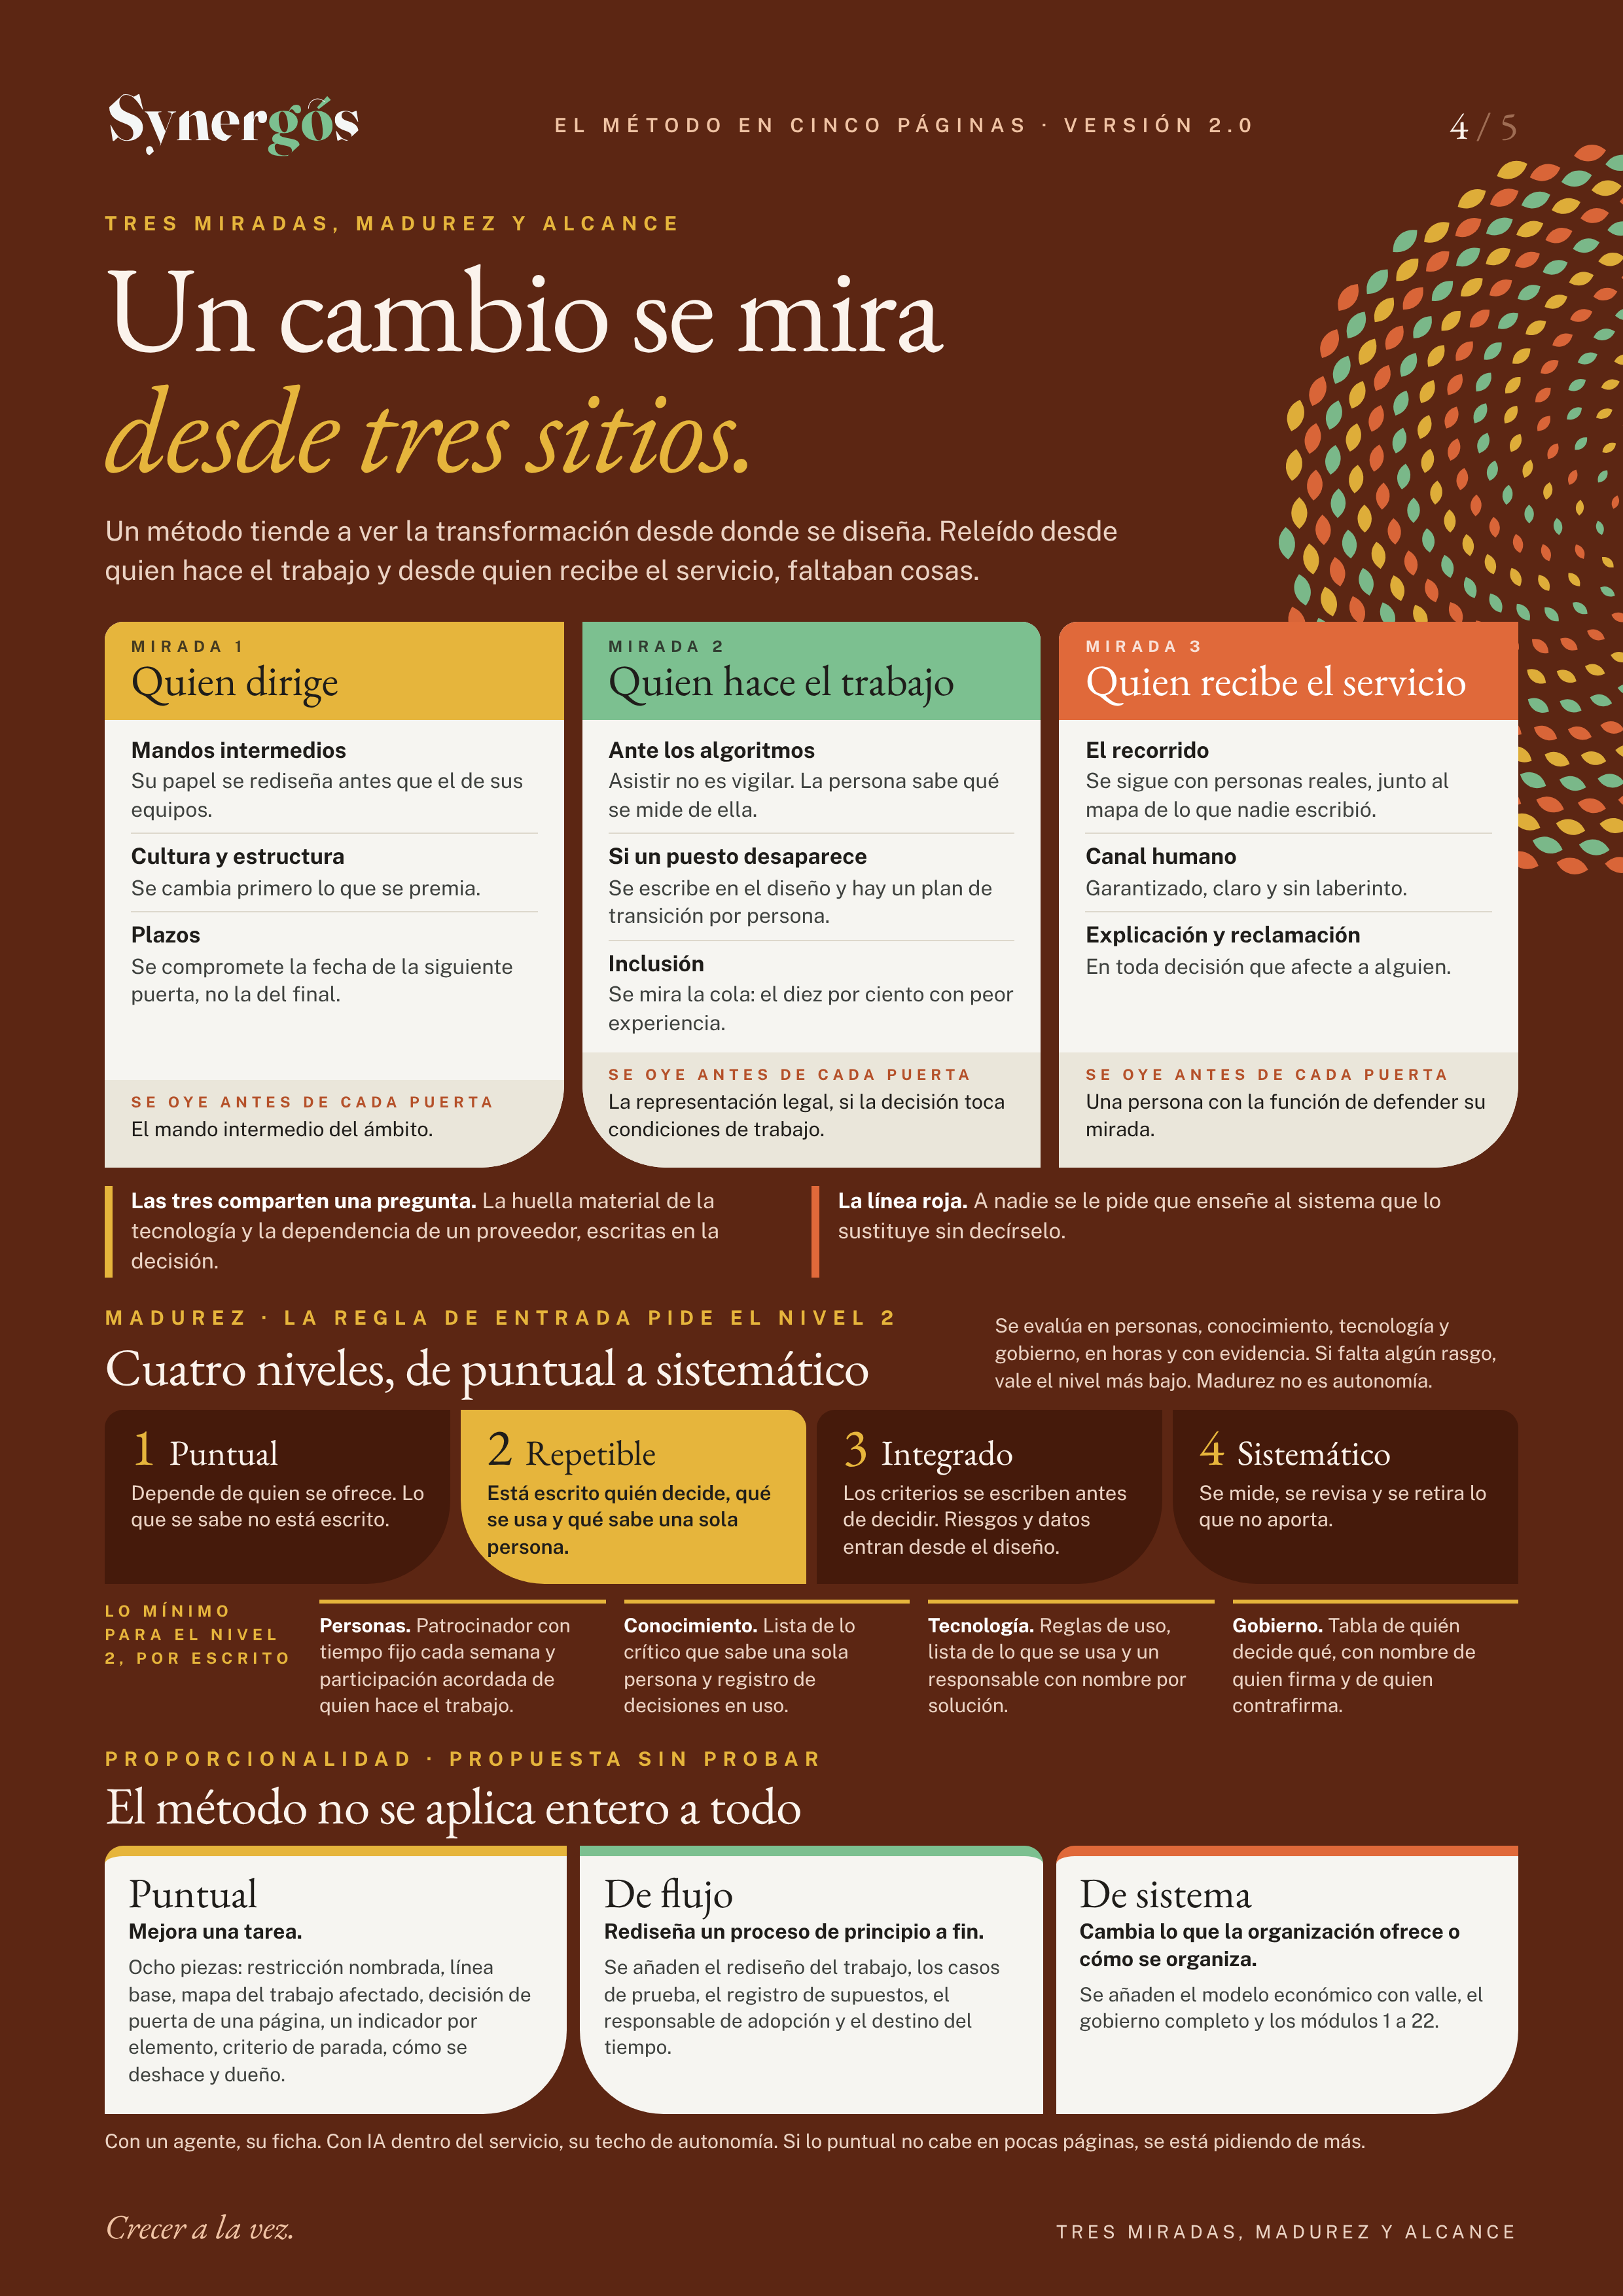 Synergós
EL MÉTODO EN CINCO PÁGINAS · VERSIÓN 2.0
4 / 5
TRES MIRADAS, MADUREZ Y ALCANCE
Un cambio se mira
desde tres sitios.
Un método tiende a ver la transformación desde donde se diseña. Releído desde
quien hace el trabajo y desde quien recibe el servicio, faltaban cosas.
MIRADA 1
Quien dirige
Mandos intermedios
Su papel se rediseña antes que el de sus
equipos.
Cultura y estructura
Se cambia primero lo que se premia.
Plazos
Se compromete la fecha de la siguiente
puerta, no la del final.
SE OYE ANTES DE CADA PUERTA
El mando intermedio del ámbito.
MIRADA 2
Quien hace el trabajo
Ante los algoritmos
Asistir no es vigilar. La persona sabe qué
se mide de ella.
Si un puesto desaparece
Se escribe en el diseño y hay un plan de
transición por persona.
Inclusión
Se mira la cola: el diez por ciento con peor
experiencia.
SE OYE ANTES DE CADA PUERTA
La representación legal, si la decisión toca
condiciones de trabajo.
MIRADA 3
Quien recibe el servicio
El recorrido
Se sigue con personas reales, junto al
mapa de lo que nadie escribió.
Canal humano
Garantizado, claro y sin laberinto.
Explicación y reclamación
En toda decisión que afecte a alguien.
SE OYE ANTES DE CADA PUERTA
Una persona con la función de defender su
mirada.
Las tres comparten una pregunta. La huella material de la
tecnología y la dependencia de un proveedor, escritas en la
decisión.
La línea roja. A nadie se le pide que enseñe al sistema que lo
sustituye sin decírselo.
MADUREZ · LA REGLA DE ENTRADA PIDE EL NIVEL 2
Cuatro niveles, de puntual a sistemático
Se evalúa en personas, conocimiento, tecnología y
gobierno, en horas y con evidencia. Si falta algún rasgo,
vale el nivel más bajo. Madurez no es autonomía.
1 Puntual
Depende de quien se ofrece. Lo
que se sabe no está escrito.
2 Repetible
Está escrito quién decide, qué
se usa y qué sabe una sola
persona.
3 Integrado
Los criterios se escriben antes
de decidir. Riesgos y datos
entran desde el diseño.
4 Sistemático
Se mide, se revisa y se retira lo
que no aporta.
LO MÍNIMO
PARA EL NIVEL
2, POR ESCRITO
Personas. Patrocinador con
tiempo fijo cada semana y
participación acordada de
quien hace el trabajo.
Conocimiento. Lista de lo
crítico que sabe una sola
persona y registro de
decisiones en uso.
Tecnología. Reglas de uso,
lista de lo que se usa y un
responsable con nombre por
solución.
Gobierno. Tabla de quién
decide qué, con nombre de
quien firma y de quien
contrafirma.
PROPORCIONALIDAD · PROPUESTA SIN PROBAR
El método no se aplica entero a todo
Puntual
Mejora una tarea.
Ocho piezas: restricción nombrada, línea
base, mapa del trabajo afectado, decisión de
puerta de una página, un indicador por
elemento, criterio de parada, cómo se
deshace y dueño.
De flujo
Rediseña un proceso de principio a fin.
Se añaden el rediseño del trabajo, los casos
de prueba, el registro de supuestos, el
responsable de adopción y el destino del
tiempo.
De sistema
Cambia lo que la organización ofrece o
cómo se organiza.
Se añaden el modelo económico con valle, el
gobierno completo y los módulos 1 a 22.
Con un agente, su ficha. Con IA dentro del servicio, su techo de autonomía. Si lo puntual no cabe en pocas páginas, se está pidiendo de más.
Crecer a la vez.
TRES MIRADAS, MADUREZ Y ALCANCE